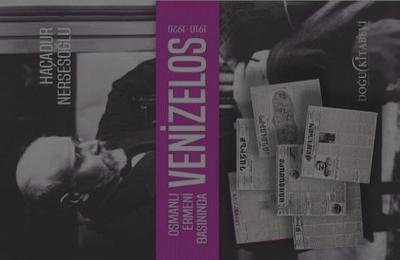 HAÇADUR
NERSESOĞLU
OSMANLI
ERMENİ
BASININDA
VENİZELOS
1910-1920
DOĞU KİTABEVİ